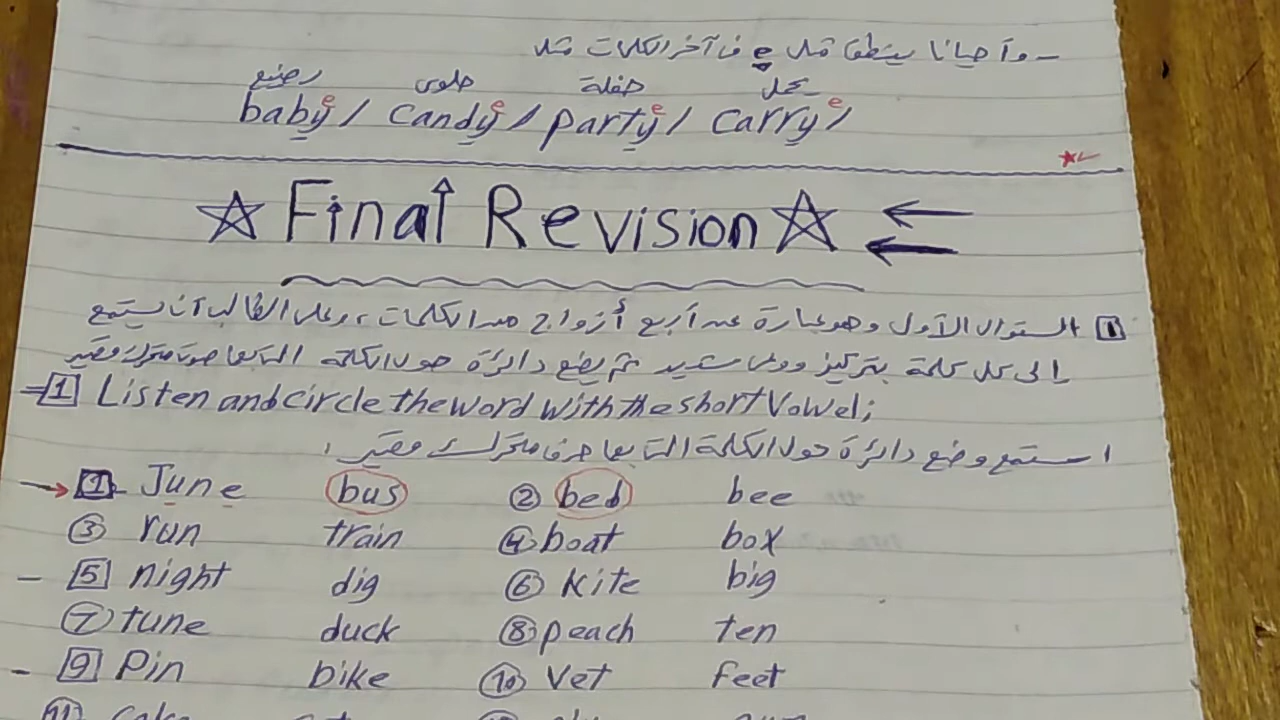 - وأحيانا ينطق مثل e في آخر الكلمات مثل
رضيع حلوى حفلة يحمل
e e e e
baby / candy / party / carry /
☆ Final Revision ☆
1 السؤال الأول وهو عبارة عن أربع أزواج من الكلمات، وعلى الطالب أن يستمع
إلى كل كلمة بتركيز ثم يضع دائرة حول الكلمة التي بها صوت متحرك قصير
1 Listen and circle the word with the short vowel;
استمع وضع دائرة حول الكلمة التي بها حرف متحرك قصير:
1 June bus 2 bed bee
3 run train 4 boat box
- 5 night dig 6 kite big
7 tune duck 8 peach ten
- 9 Pin bike 10 vet feet
11 cake